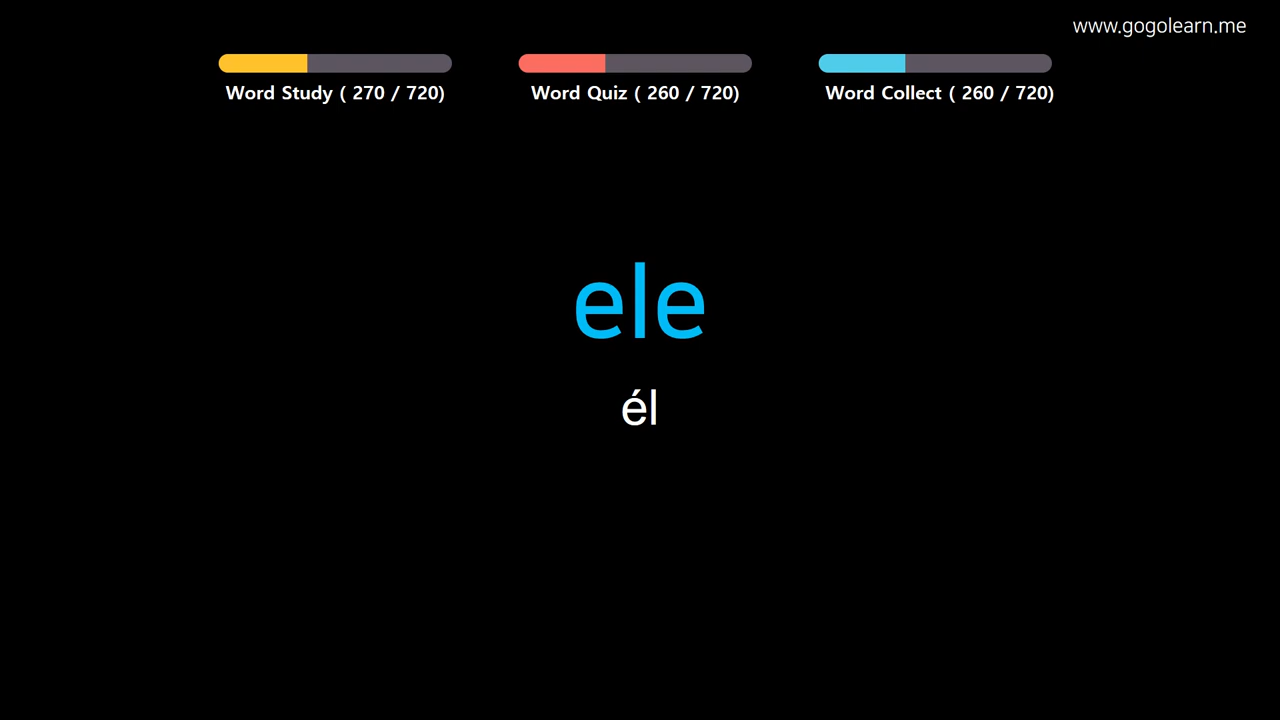 www.gogolearn.me
Word Study ( 270 / 720)
Word Quiz ( 260 / 720)
Word Collect ( 260 / 720)
ele
él